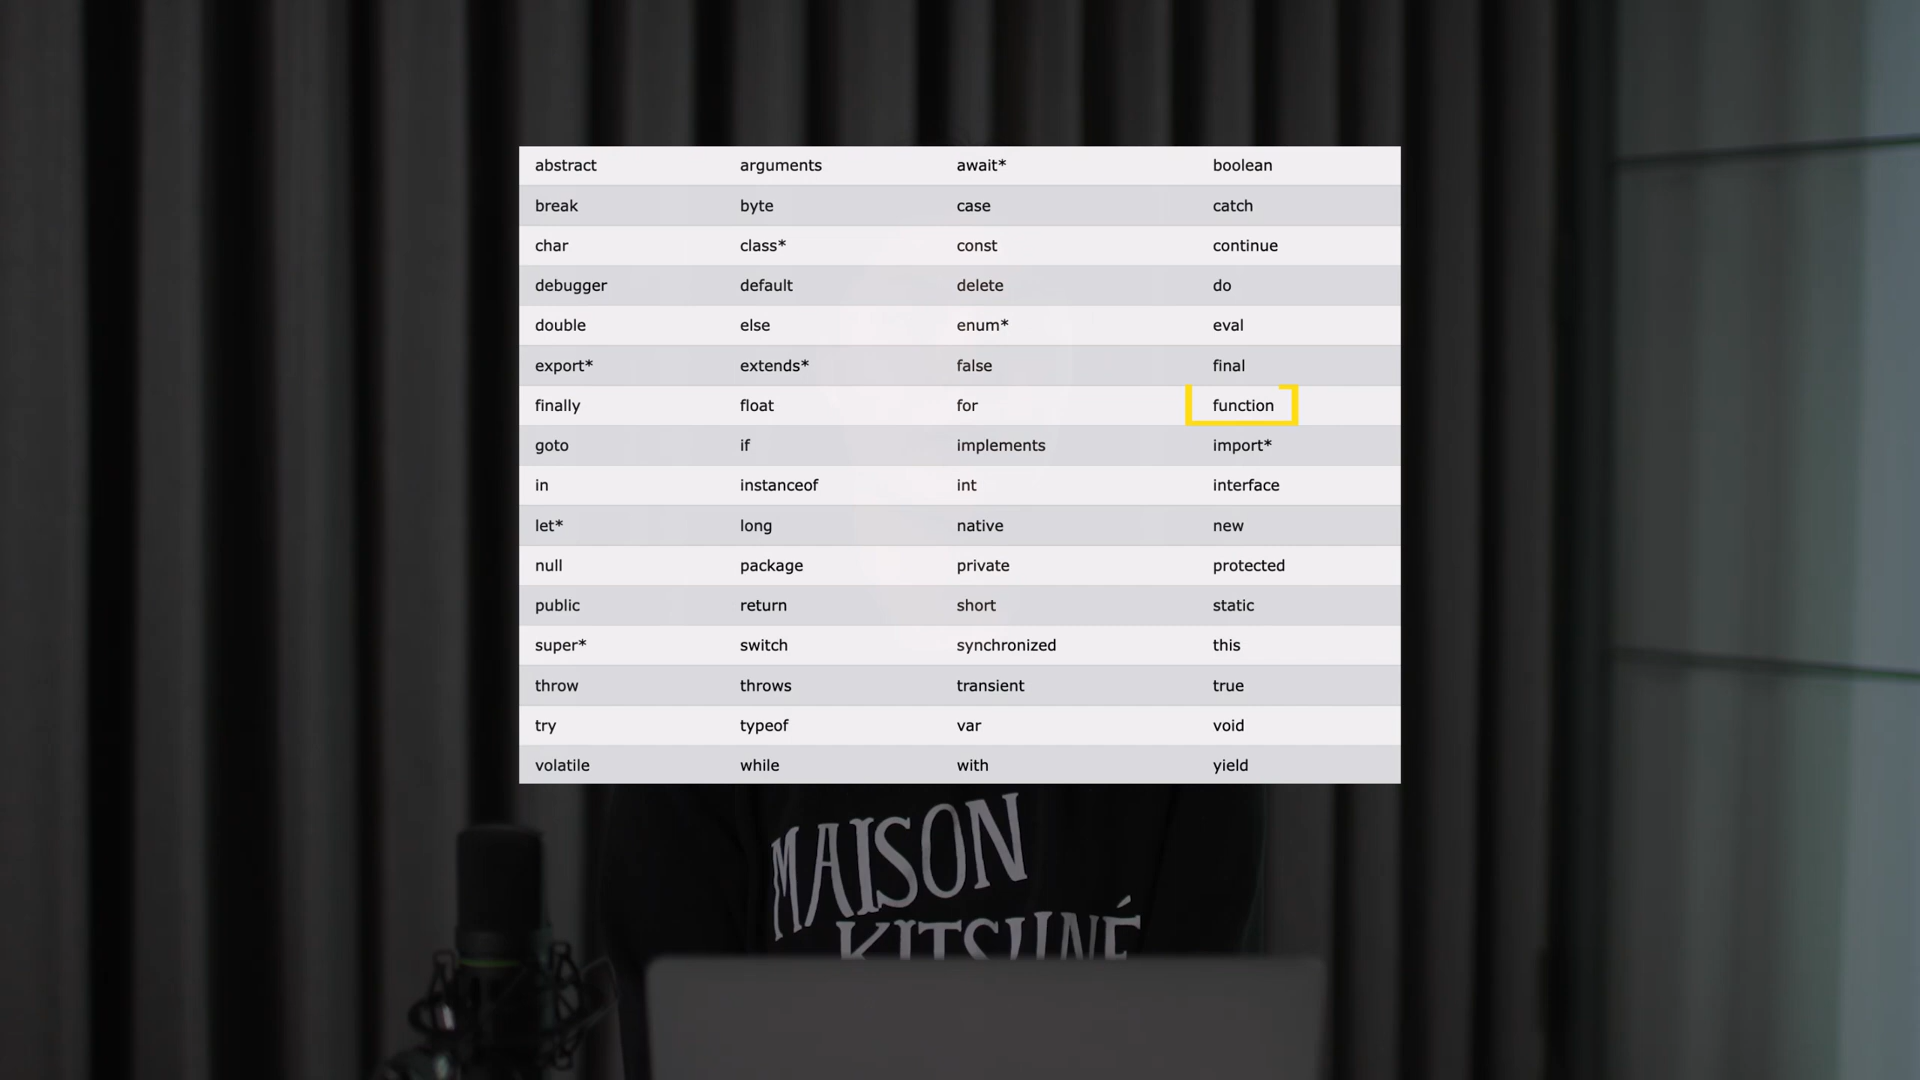 abstract arguments await* boolean
break byte case catch
char class* const continue
debugger default delete do
double else enum* eval
export* extends* false final
finally float for function
goto if implements import*
in instanceof int interface
let* long native new
null package private protected
public return short static
super* switch synchronized this
throw throws transient true
try typeof var void
volatile while with yield
MAISON
KITSUNÉ